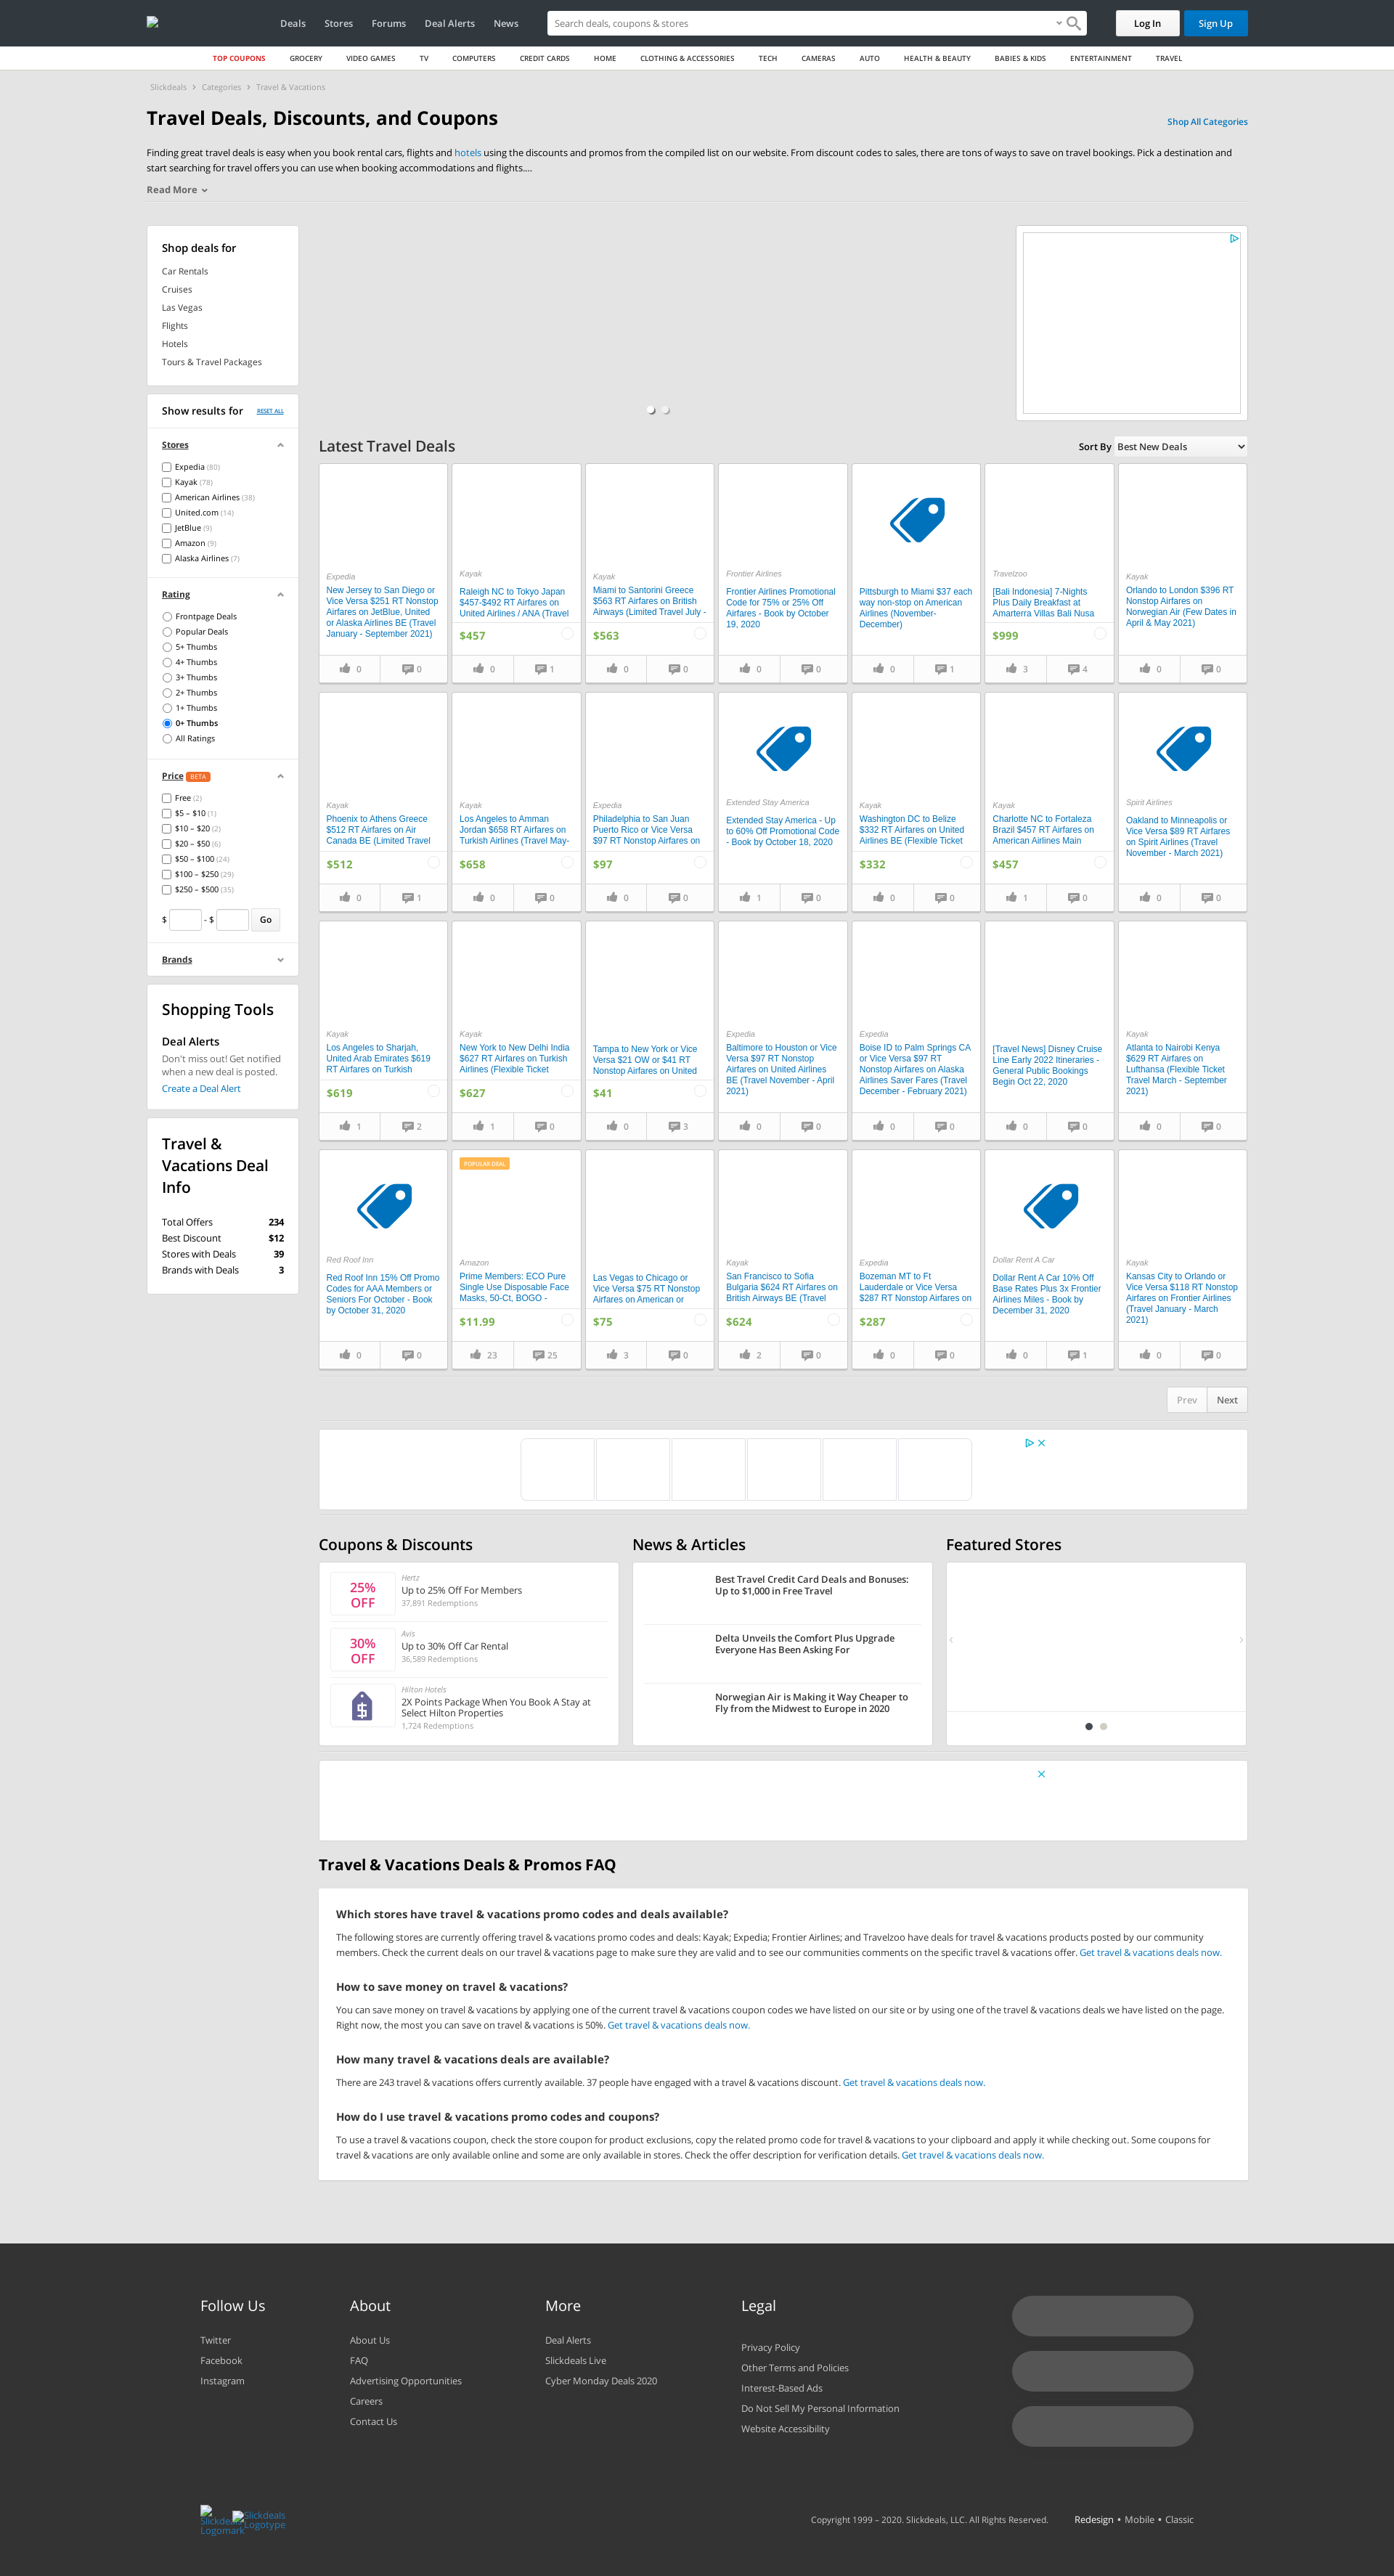 Deals Stores Forums Deal Alerts News Search deals, coupons & stores Log In Sign Up
TOP COUPONS GROCERY VIDEO GAMES TV COMPUTERS CREDIT CARDS HOME CLOTHING & ACCESSORIES TECH CAMERAS AUTO HEALTH & BEAUTY BABIES & KIDS ENTERTAINMENT TRAVEL
Slickdeals › Categories › Travel & Vacations
Travel Deals, Discounts, and Coupons
Shop All Categories
Finding great travel deals is easy when you book rental cars, flights and hotels using the discounts and promos from the compiled list on our website. From discount codes to sales, there are tons of ways to save on travel bookings. Pick a destination and
start searching for travel offers you can use when booking accommodations and flights....
Read More
Shop deals for
Car Rentals
Cruises
Las Vegas
Flights
Hotels
Tours & Travel Packages
Show results for RESET ALL
Stores
Expedia (80)
Kayak (78)
American Airlines (38)
United.com (14)
JetBlue (9)
Amazon (9)
Alaska Airlines (7)
Rating
Frontpage Deals
Popular Deals
5+ Thumbs
4+ Thumbs
3+ Thumbs
2+ Thumbs
1+ Thumbs
0+ Thumbs
All Ratings
Price BETA
Free (2)
$5 – $10 (1)
$10 – $20 (2)
$20 – $50 (6)
$50 – $100 (24)
$100 – $250 (29)
$250 – $500 (35)
$ - $ Go
Brands
Shopping Tools
Deal Alerts
Don't miss out! Get notified
when a new deal is posted.
Create a Deal Alert
Travel &
Vacations Deal
Info
Total Offers 234
Best Discount $12
Stores with Deals 39
Brands with Deals 3
Latest Travel Deals
Sort By Best New Deals
Expedia
New Jersey to San Diego or
Vice Versa $251 RT Nonstop
Airfares on JetBlue, United
or Alaska Airlines BE (Travel
January - September 2021)
0 0
Kayak
Raleigh NC to Tokyo Japan
$457-$492 RT Airfares on
United Airlines / ANA (Travel
$457
0 1
Kayak
Miami to Santorini Greece
$563 RT Airfares on British
Airways (Limited Travel July -
$563
0 0
Frontier Airlines
Frontier Airlines Promotional
Code for 75% or 25% Off
Airfares - Book by October
19, 2020
0 0
Pittsburgh to Miami $37 each
way non-stop on American
Airlines (November-
December)
0 1
Travelzoo
[Bali Indonesia] 7-Nights
Plus Daily Breakfast at
Amarterra Villas Bali Nusa
$999
3 4
Kayak
Orlando to London $396 RT
Nonstop Airfares on
Norwegian Air (Few Dates in
April & May 2021)
0 0
Kayak
Phoenix to Athens Greece
$512 RT Airfares on Air
Canada BE (Limited Travel
$512
0 1
Kayak
Los Angeles to Amman
Jordan $658 RT Airfares on
Turkish Airlines (Travel May-
$658
0 0
Expedia
Philadelphia to San Juan
Puerto Rico or Vice Versa
$97 RT Nonstop Airfares on
$97
0 0
Extended Stay America
Extended Stay America - Up
to 60% Off Promotional Code
- Book by October 18, 2020
1 0
Kayak
Washington DC to Belize
$332 RT Airfares on United
Airlines BE (Flexible Ticket
$332
0 0
Kayak
Charlotte NC to Fortaleza
Brazil $457 RT Airfares on
American Airlines Main
$457
1 0
Spirit Airlines
Oakland to Minneapolis or
Vice Versa $89 RT Airfares
on Spirit Airlines (Travel
November - March 2021)
0 0
Kayak
Los Angeles to Sharjah,
United Arab Emirates $619
RT Airfares on Turkish
$619
1 2
Kayak
New York to New Delhi India
$627 RT Airfares on Turkish
Airlines (Flexible Ticket
$627
1 0
Tampa to New York or Vice
Versa $21 OW or $41 RT
Nonstop Airfares on United
$41
0 3
Expedia
Baltimore to Houston or Vice
Versa $97 RT Nonstop
Airfares on United Airlines
BE (Travel November - April
2021)
0 0
Expedia
Boise ID to Palm Springs CA
or Vice Versa $97 RT
Nonstop Airfares on Alaska
Airlines Saver Fares (Travel
December - February 2021)
0 0
[Travel News] Disney Cruise
Line Early 2022 Itineraries -
General Public Bookings
Begin Oct 22, 2020
0 0
Kayak
Atlanta to Nairobi Kenya
$629 RT Airfares on
Lufthansa (Flexible Ticket
Travel March - September
2021)
0 0
Red Roof Inn
Red Roof Inn 15% Off Promo
Codes for AAA Members or
Seniors For October - Book
by October 31, 2020
0 0
POPULAR DEAL
Amazon
Prime Members: ECO Pure
Single Use Disposable Face
Masks, 50-Ct, BOGO -
$11.99
23 25
Las Vegas to Chicago or
Vice Versa $75 RT Nonstop
Airfares on American or
$75
3 0
Kayak
San Francisco to Sofia
Bulgaria $624 RT Airfares on
British Airways BE (Travel
$624
2 0
Expedia
Bozeman MT to Ft
Lauderdale or Vice Versa
$287 RT Nonstop Airfares on
$287
0 0
Dollar Rent A Car
Dollar Rent A Car 10% Off
Base Rates Plus 3x Frontier
Airlines Miles - Book by
December 31, 2020
0 1
Kayak
Kansas City to Orlando or
Vice Versa $118 RT Nonstop
Airfares on Frontier Airlines
(Travel January - March
2021)
0 0
Prev Next
Coupons & Discounts
25%
OFF
Hertz
Up to 25% Off For Members
37,891 Redemptions
30%
OFF
Avis
Up to 30% Off Car Rental
36,589 Redemptions
Hilton Hotels
2X Points Package When You Book A Stay at
Select Hilton Properties
1,724 Redemptions
News & Articles
Best Travel Credit Card Deals and Bonuses:
Up to $1,000 in Free Travel
Delta Unveils the Comfort Plus Upgrade
Everyone Has Been Asking For
Norwegian Air is Making it Way Cheaper to
Fly from the Midwest to Europe in 2020
Featured Stores
Travel & Vacations Deals & Promos FAQ
Which stores have travel & vacations promo codes and deals available?
The following stores are currently offering travel & vacations promo codes and deals: Kayak; Expedia; Frontier Airlines; and Travelzoo have deals for travel & vacations products posted by our community
members. Check the current deals on our travel & vacations page to make sure they are valid and to see our communities comments on the specific travel & vacations offer. Get travel & vacations deals now.
How to save money on travel & vacations?
You can save money on travel & vacations by applying one of the current travel & vacations coupon codes we have listed on our site or by using one of the travel & vacations deals we have listed on the page.
Right now, the most you can save on travel & vacations is 50%. Get travel & vacations deals now.
How many travel & vacations deals are available?
There are 243 travel & vacations offers currently available. 37 people have engaged with a travel & vacations discount. Get travel & vacations deals now.
How do I use travel & vacations promo codes and coupons?
To use a travel & vacations coupon, check the store coupon for product exclusions, copy the related promo code for travel & vacations to your clipboard and apply it while checking out. Some coupons for
travel & vacations are only available online and some are only available in stores. Check the offer description for verification details. Get travel & vacations deals now.
Follow Us
Twitter
Facebook
Instagram
About
About Us
FAQ
Advertising Opportunities
Careers
Contact Us
More
Deal Alerts
Slickdeals Live
Cyber Monday Deals 2020
Legal
Privacy Policy
Other Terms and Policies
Interest-Based Ads
Do Not Sell My Personal Information
Website Accessibility
Slickdeals
Logomark
Slickdeals
Logotype
Copyright 1999 – 2020. Slickdeals, LLC. All Rights Reserved. Redesign • Mobile • Classic